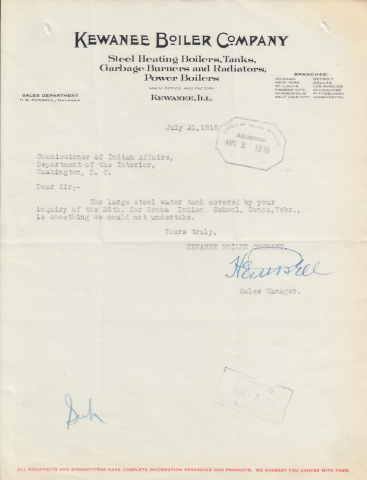 KEWANEE BOILER COMPANY
Steel Heating Boilers, Tanks,
Garbage Burners and Radiators,
Power Boilers
MAIN OFFICE AND FACTORY
KEWANEE, ILL.
SALES DEPARTMENT
BRANCHES:
CHICAGO DETROIT
NEW YORK DALLAS
ST. LOUIS LOS ANGELES
KANSAS CITY MILWAUKEE
MINNEAPOLIS PITTSBURGH
SALT LAKE CITY WASHINGTON
July 31, 1918
RECEIVED
AUG 2 1918
Commissioner of Indian Affairs,
Department of the Interior,
Washington, D. C.
Dear Sir;-
The large steel water tank covered by your
inquiry of the 25th. for Genoa Indian School, Genoa, Nebr.,
is something we could not undertake.
Yours truly,
KEWANEE BOILER COMPANY
Sales Manager.
ALL ARCHITECTS AND STEAMFITTERS HAVE COMPLETE INFORMATION REGARDING OUR PRODUCTS. WE SUGGEST YOU CONFER WITH THEM.